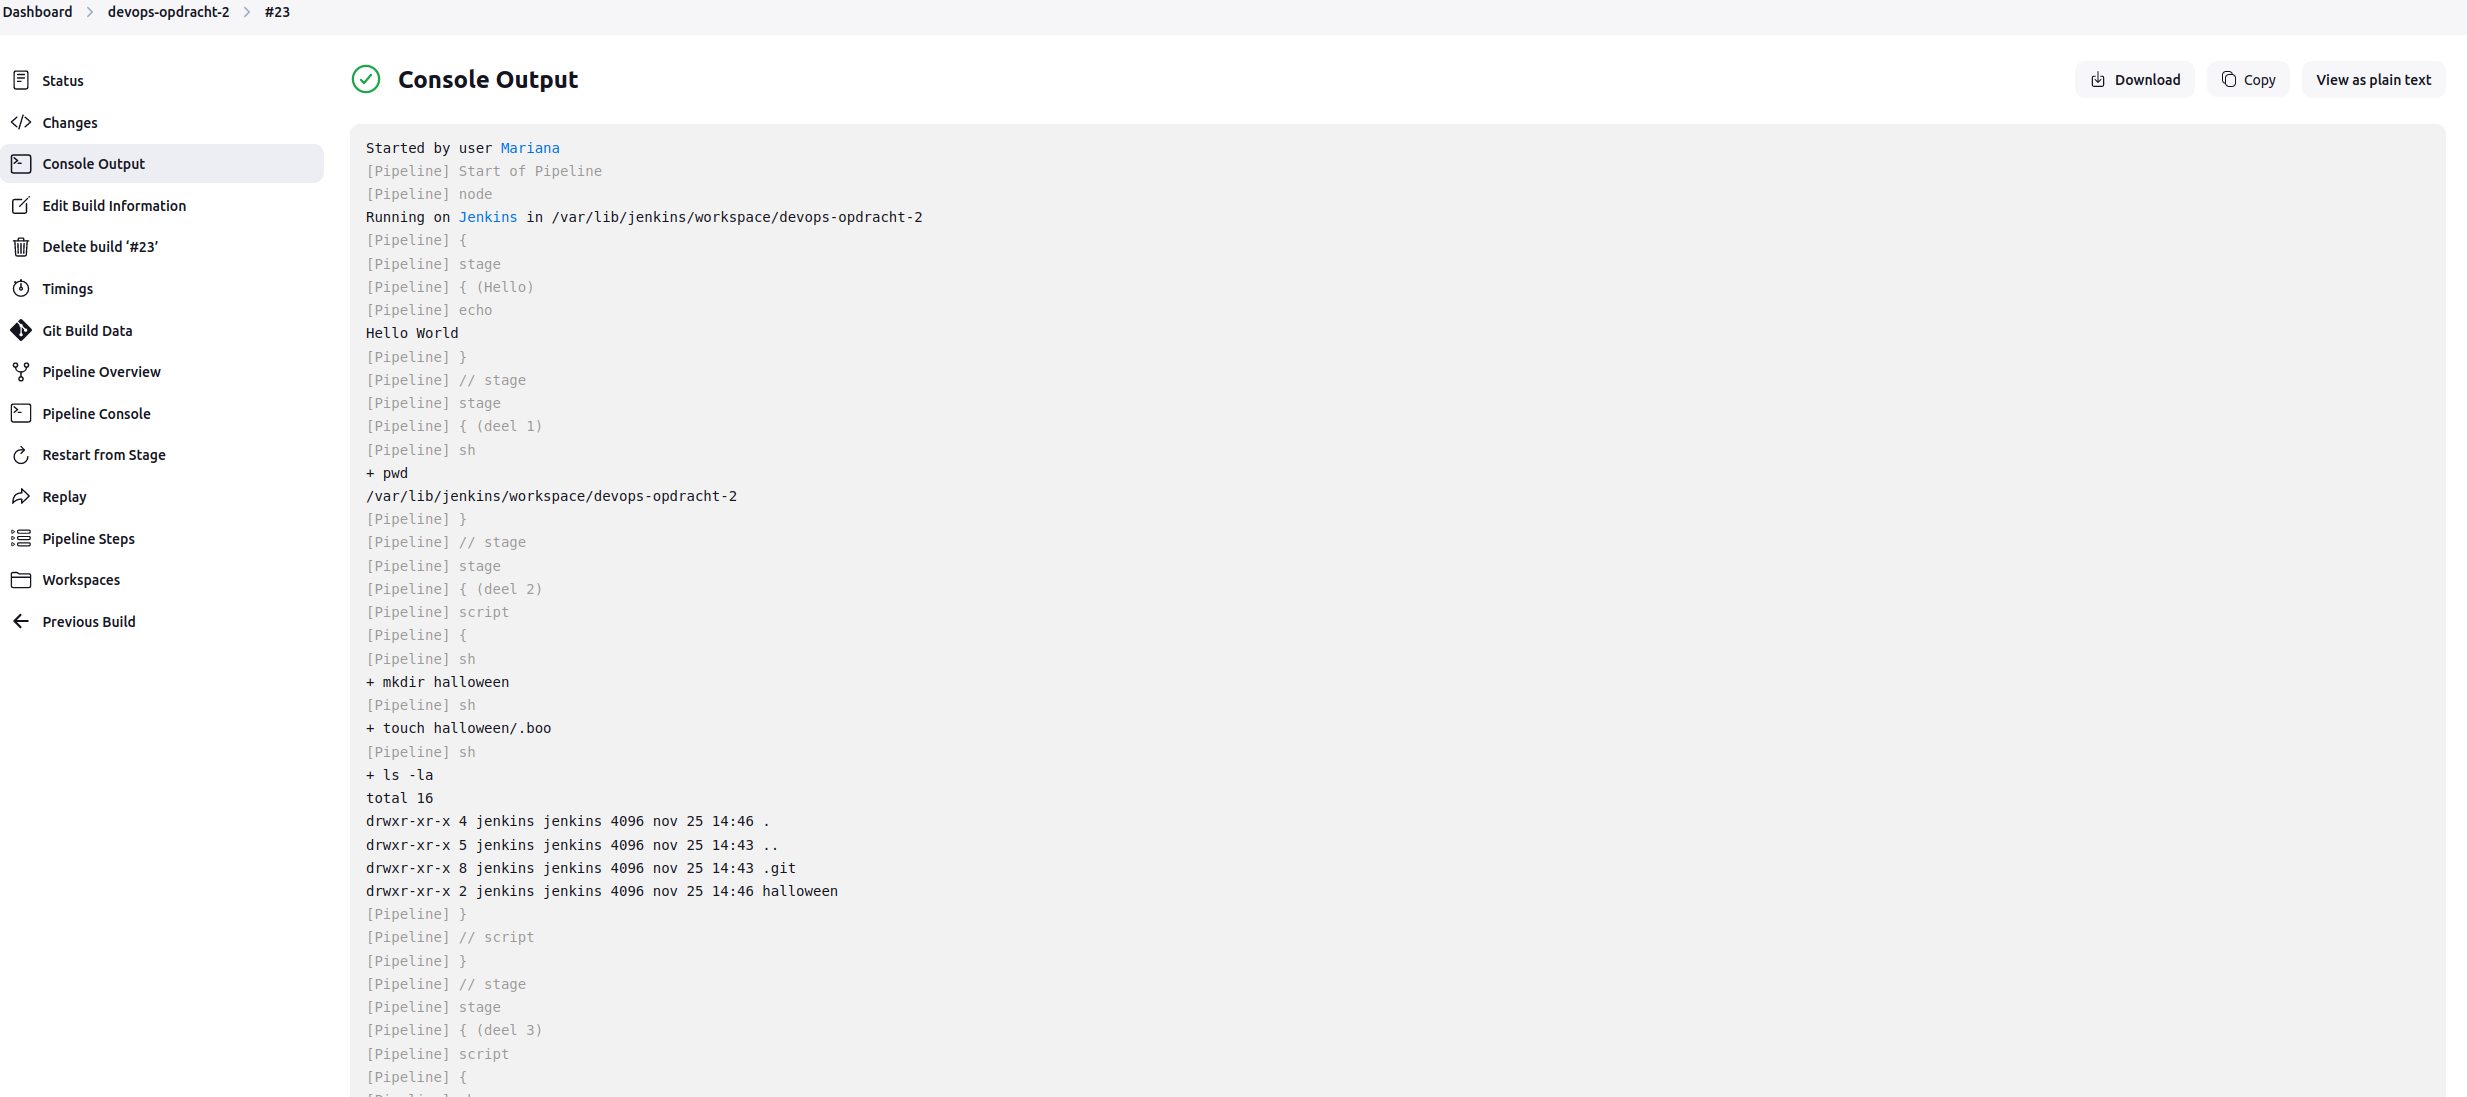 Dashboard > devops-opdracht-2 > #23
Status
Changes
Console Output
Edit Build Information
Delete build ‘#23’
Timings
Git Build Data
Pipeline Overview
Pipeline Console
Restart from Stage
Replay
Pipeline Steps
Workspaces
Previous Build
Console Output
Download
Copy
View as plain text
Started by user Mariana
[Pipeline] Start of Pipeline
[Pipeline] node
Running on Jenkins in /var/lib/jenkins/workspace/devops-opdracht-2
[Pipeline] {
[Pipeline] stage
[Pipeline] { (Hello)
[Pipeline] echo
Hello World
[Pipeline] }
[Pipeline] // stage
[Pipeline] stage
[Pipeline] { (deel 1)
[Pipeline] sh
+ pwd
/var/lib/jenkins/workspace/devops-opdracht-2
[Pipeline] }
[Pipeline] // stage
[Pipeline] stage
[Pipeline] { (deel 2)
[Pipeline] script
[Pipeline] {
[Pipeline] sh
+ mkdir halloween
[Pipeline] sh
+ touch halloween/.boo
[Pipeline] sh
+ ls -la
total 16
drwxr-xr-x 4 jenkins jenkins 4096 nov 25 14:46 .
drwxr-xr-x 5 jenkins jenkins 4096 nov 25 14:43 ..
drwxr-xr-x 8 jenkins jenkins 4096 nov 25 14:43 .git
drwxr-xr-x 2 jenkins jenkins 4096 nov 25 14:46 halloween
[Pipeline] }
[Pipeline] // script
[Pipeline] }
[Pipeline] // stage
[Pipeline] stage
[Pipeline] { (deel 3)
[Pipeline] script
[Pipeline] {